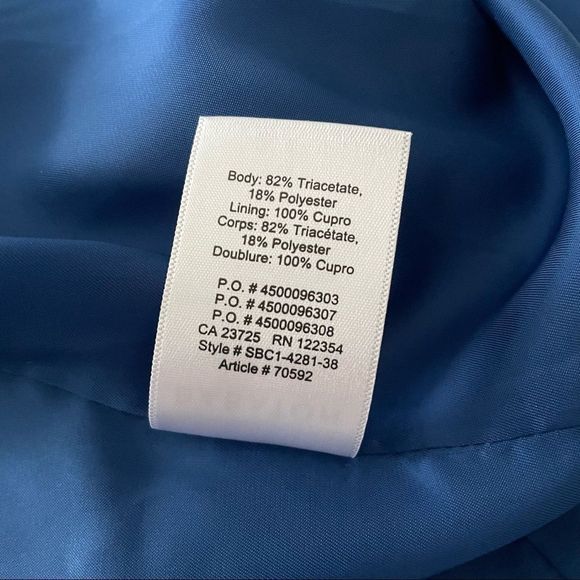 Body: 82% Triacetate,
18% Polyester
Lining: 100% Cupro
Corps: 82% Triacétate,
18% Polyester
Doublure: 100% Cupro
P.O. # 4500096303
P.O. # 4500096307
P.O. # 4500096308
CA 23725 RN 122354
Style # SBC1-4281-38
Article # 70592